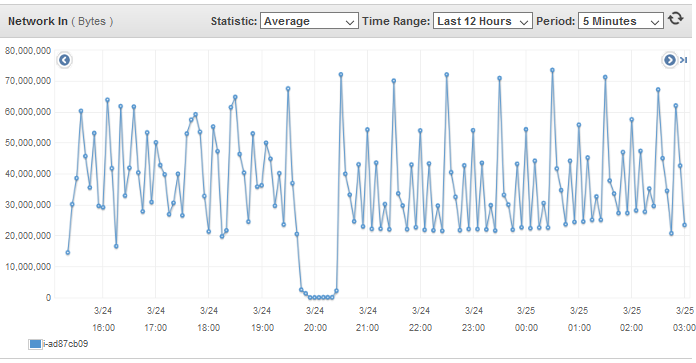 Network In ( Bytes ) Statistic: Average Time Range: Last 12 Hours Period: 5 Minutes
80,000,000
70,000,000
60,000,000
50,000,000
40,000,000
30,000,000
20,000,000
10,000,000
0
3/24 3/24 3/24 3/24 3/24 3/24 3/24 3/24 3/25 3/25 3/25 3/25
16:00 17:00 18:00 19:00 20:00 21:00 22:00 23:00 00:00 01:00 02:00 03:00
i-ad87cb09